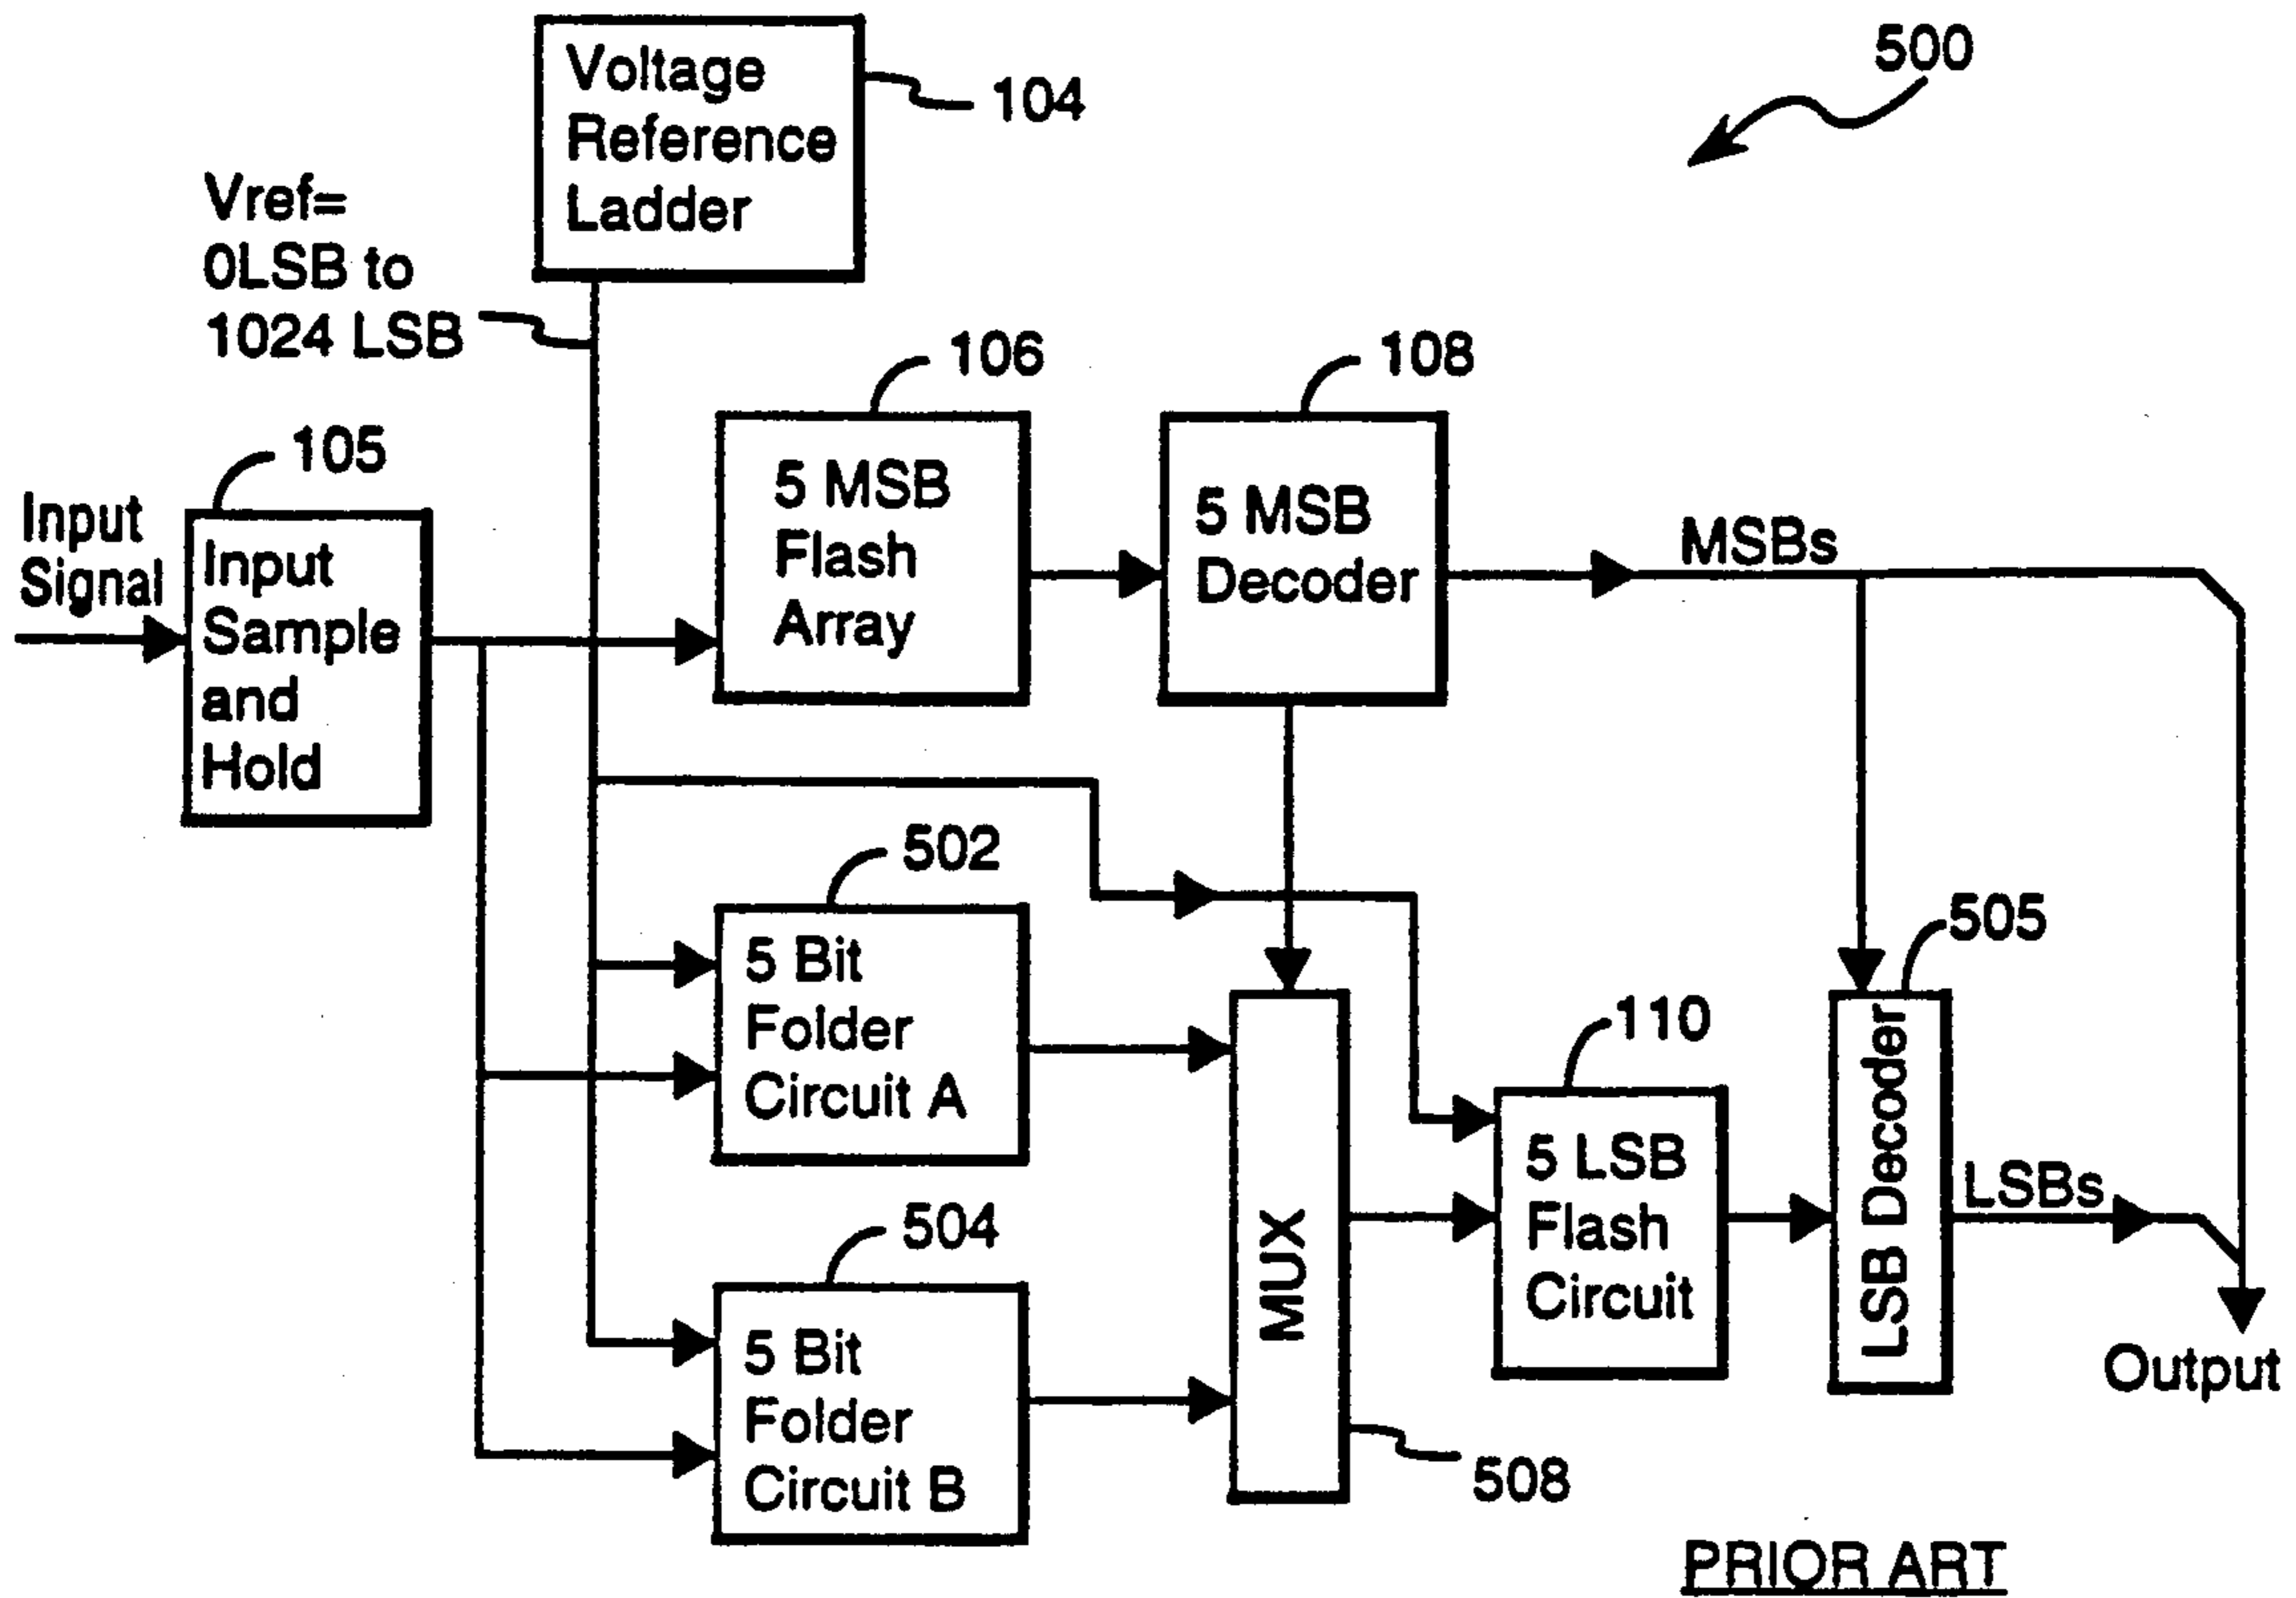 Voltage
Reference
Ladder
104
500
Vref=
0LSB to
1024 LSB
106
108
105
Input
Signal
Input
Sample
and
Hold
5 MSB
Flash
Array
5 MSB
Decoder
MSBs
502
5 Bit
Folder
Circuit A
505
110
504
5 Bit
Folder
Circuit B
MUX
508
5 LSB
Flash
Circuit
LSB Decoder
LSBs
Output
PRIOR ART